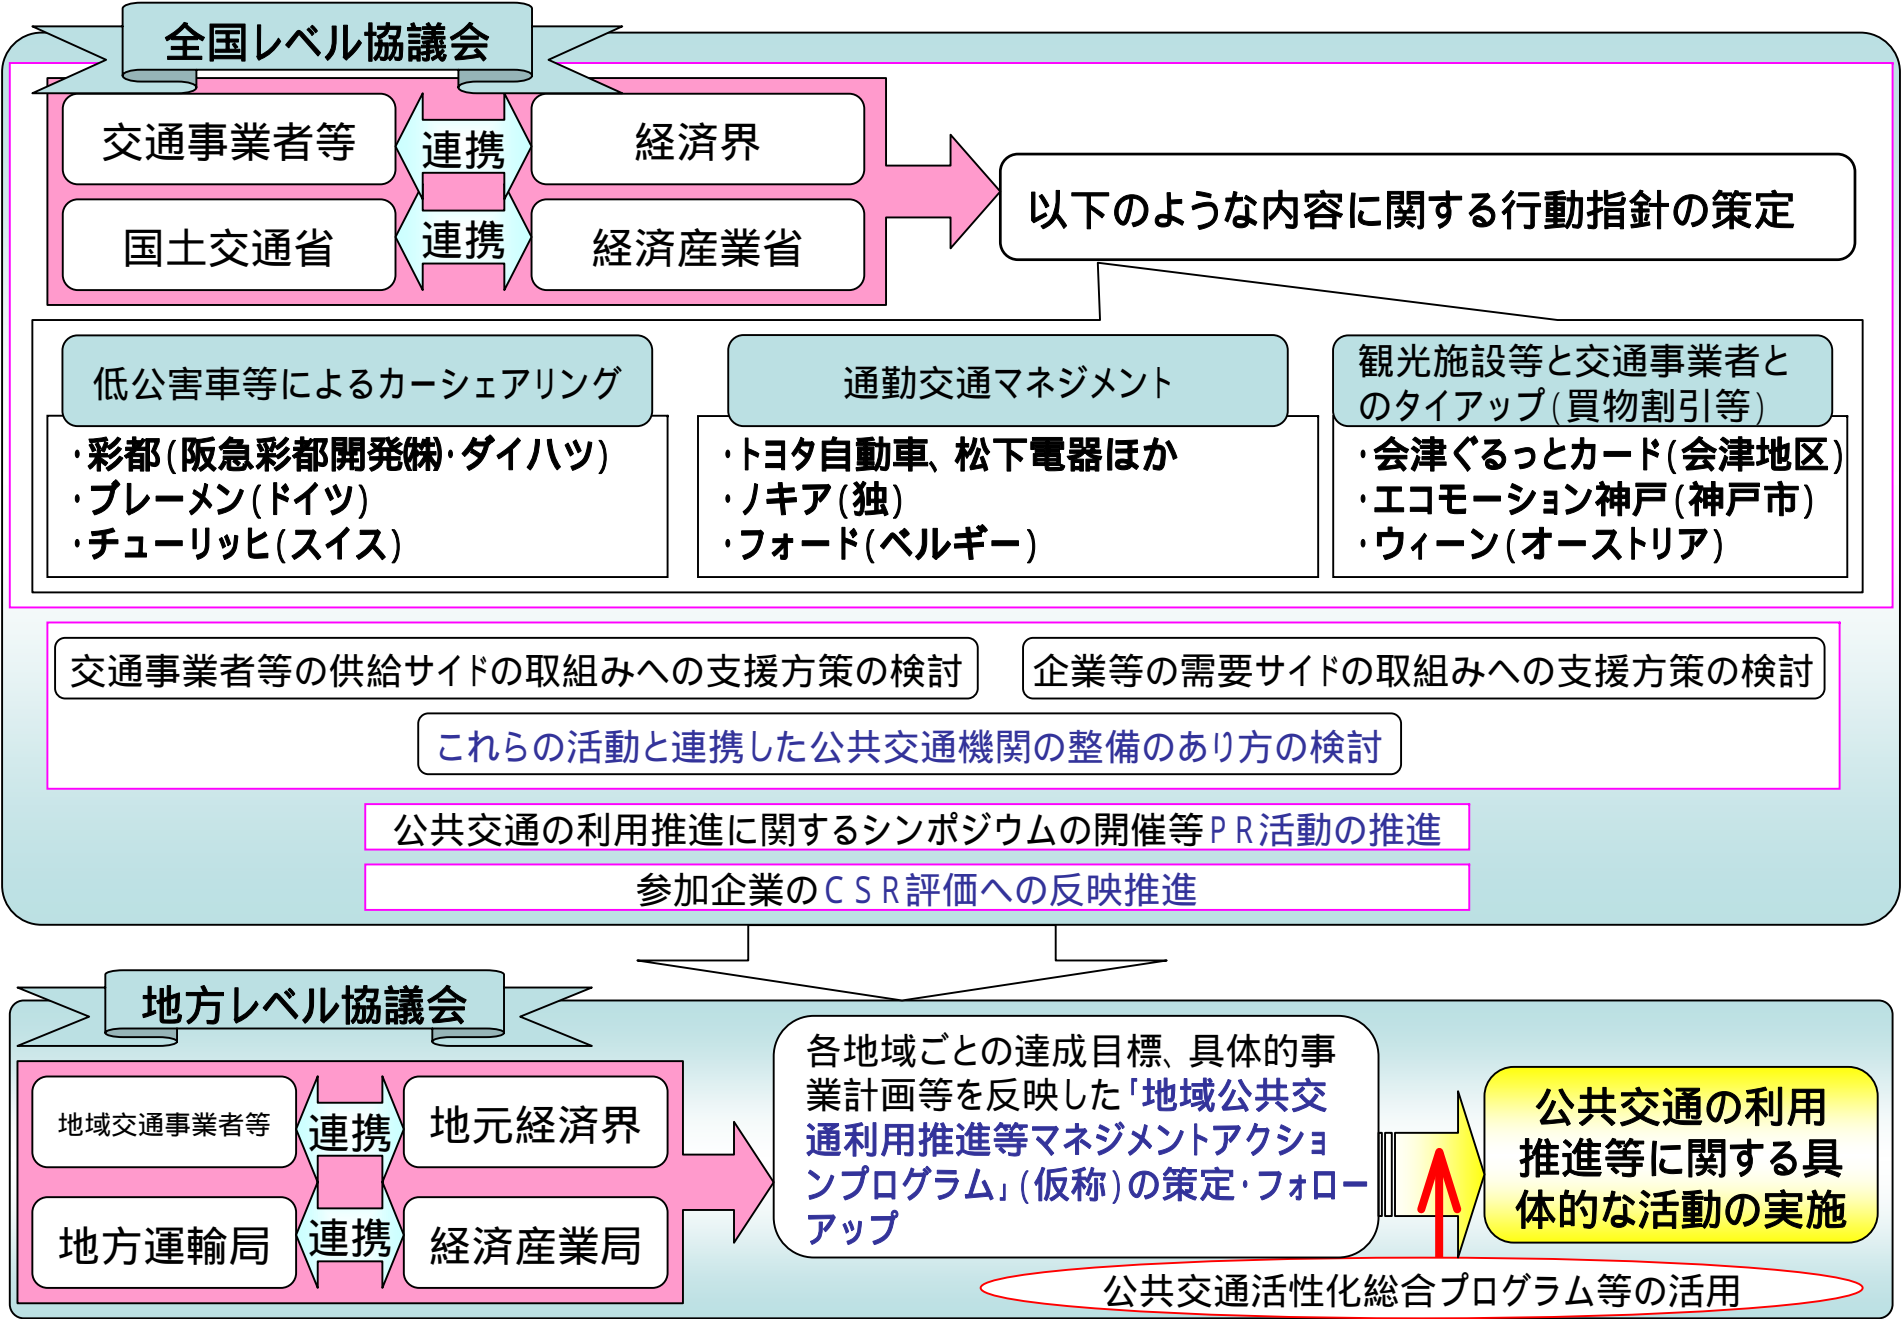 全国レベル協議会
交通事業者等
連携
経済界
国土交通省
連携
経済産業省
以下のような内容に関する行動指針の策定
低公害車等によるカーシェアリング
・彩都(阪急彩都開発(株)・ダイハツ)
・ブレーメン(ドイツ)
・チューリッヒ(スイス)
通勤交通マネジメント
・トヨタ自動車、松下電器ほか
・ノキア(独)
・フォード(ベルギー)
観光施設等と交通事業者と
のタイアップ(買物割引等)
・会津ぐるっとカード(会津地区)
・エコモーション神戸(神戸市)
・ウィーン(オーストリア)
交通事業者等の供給サイドの取組みへの支援方策の検討
企業等の需要サイドの取組みへの支援方策の検討
これらの活動と連携した公共交通機関の整備のあり方の検討
公共交通の利用推進に関するシンポジウムの開催等PR活動の推進
参加企業のCSR評価への反映推進
地方レベル協議会
地域交通事業者等
連携
地元経済界
地方運輸局
連携
経済産業局
各地域ごとの達成目標、具体的事
業計画等を反映した「地域公共交
通利用推進等マネジメントアクショ
ンプログラム」(仮称)の策定・フォロー
アップ
公共交通の利用
推進等に関する具
体的な活動の実施
公共交通活性化総合プログラム等の活用